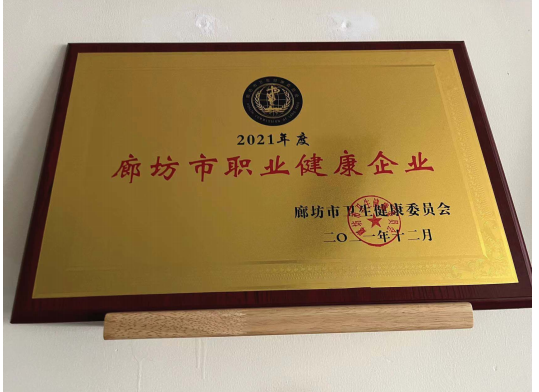 2021年度
廊坊市职业健康企业
廊坊市卫生健康委员会
二〇二一年十二月